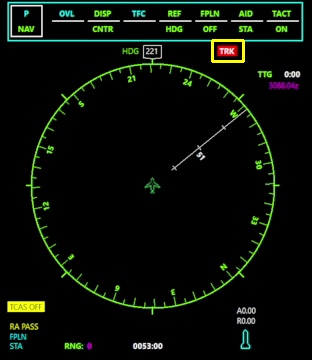 P OVL DISP TFC REF FPLN AID TACT
NAV CNTR HDG OFF STA ON
HDG 221 TRK
TTG 0:00
21 24
S W
15 30
51
12 33
N
6 3
TCAS OFF
RA PASS
FPLN
STA RNG: 0 0053:00
A0.00
R0.00